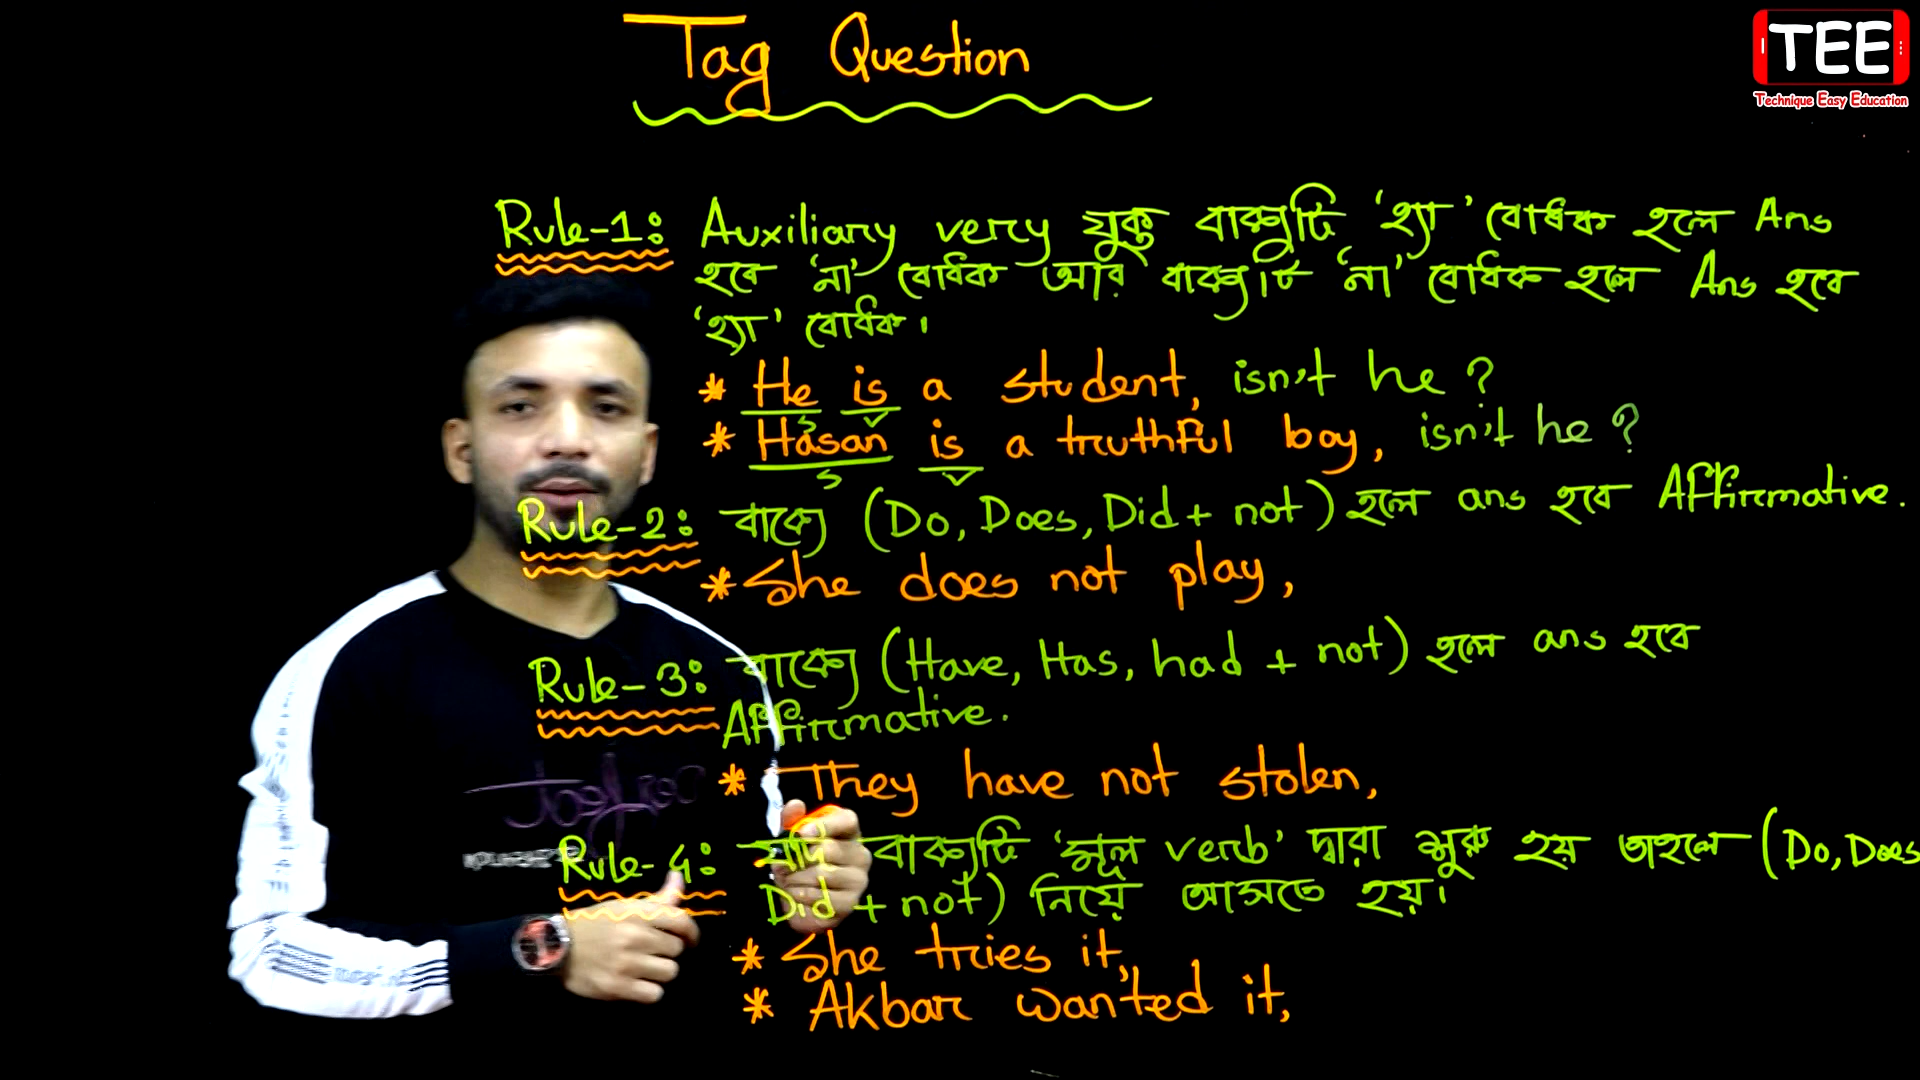 Tag Question
TEE
Technique Easy Education
Rule-1: Auxiliary very যুক্ত বাক্যটি 'হ্যা' বোধক হলে Ans
হবে 'না' বোধক আর বাক্যটি 'না' বোধক হলে Ans হবে
'হ্যা' বোধক।
* He is a student, isn't he?
S V
* Hasan is a truthful boy, isn't he?
S V
Rule-2: বাক্যে (Do, Does, Did + not) হলে ans হবে Affirmative.
* She does not play,
Rule-3: বাক্যে (Have, Has, had + not) হলে ans হবে
Affirmative.
* They have not stolen,
Rule-4: যদি বাক্যটি 'মূল verb' দ্বারা শুরু হয় তাহলে (Do, Does
Did + not) নিয়ে আসতে হয়।
* She tries it,
* Akbar wanted it,